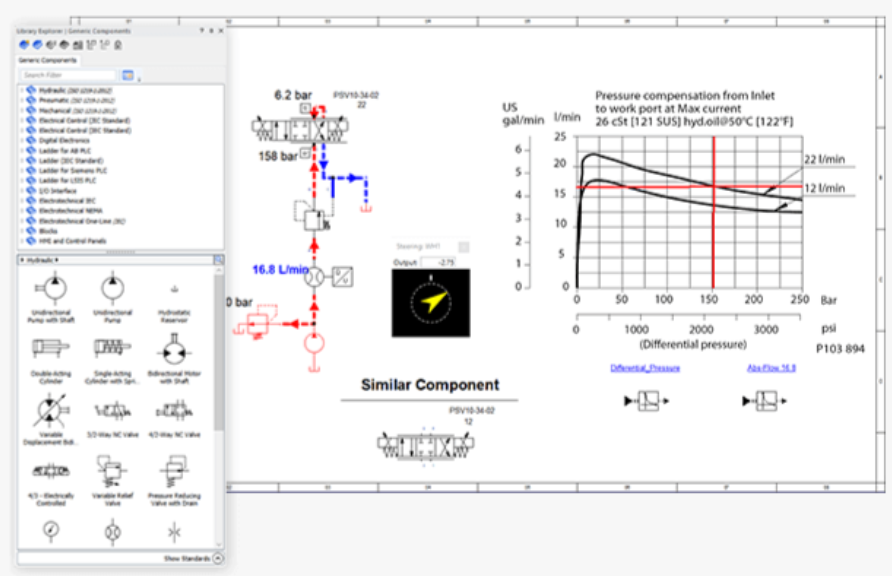 Library Explorer | Generic Components
Generic Components
Search Filter
Hydraulic (ISO 1219-1:2012)
Pneumatic (ISO 1219-1:2012)
Mechanical (ISO 1219-1:2012)
Electrical Control (IEC Standard)
Electrical Control (JIC Standard)
Digital Electronics
Ladder for AB PLC
Ladder (IEC Standard)
Ladder for Siemens PLC
Ladder for LSIS PLC
I/O Interface
Electrotechnical IEC
Electrotechnical NEMA
Electrotechnical One-Line
Blocks
HMI and Control Panels
Hydraulic
Unidirectional
Pump with Shaft
Unidirectional
Pump
Hydrostatic
Reservoir
Double-Acting
Cylinder
Single-Acting
Cylinder with Spri...
Bidirectional Motor
with Shaft
Variable
Displacement Bidi...
3/2-Way NC Valve
4/2-Way NC Valve
4/3 - Electrically
Controlled
Variable Relief
Valve
Pressure Reducing
Valve with Drain
Show Standards
6.2 bar
PSV10-34-02
22
158 bar
16.8 L/min
0 bar
Steering: WH1
Output:
-2.75
Similar Component
PSV10-34-02
12
Pressure compensation from Inlet
to work port at Max current
26 cSt [121 SUS] hyd.oil@50°C [122°F]
US
gal/min
l/min
6
5
4
3
2
1
0
25
20
15
10
5
0
22 l/min
12 l/min
0 50 100 150 200 250 Bar
0 1000 2000 3000 psi
(Differential pressure)
P103 894
Differential_Pressure
Abs-Flow_16.8